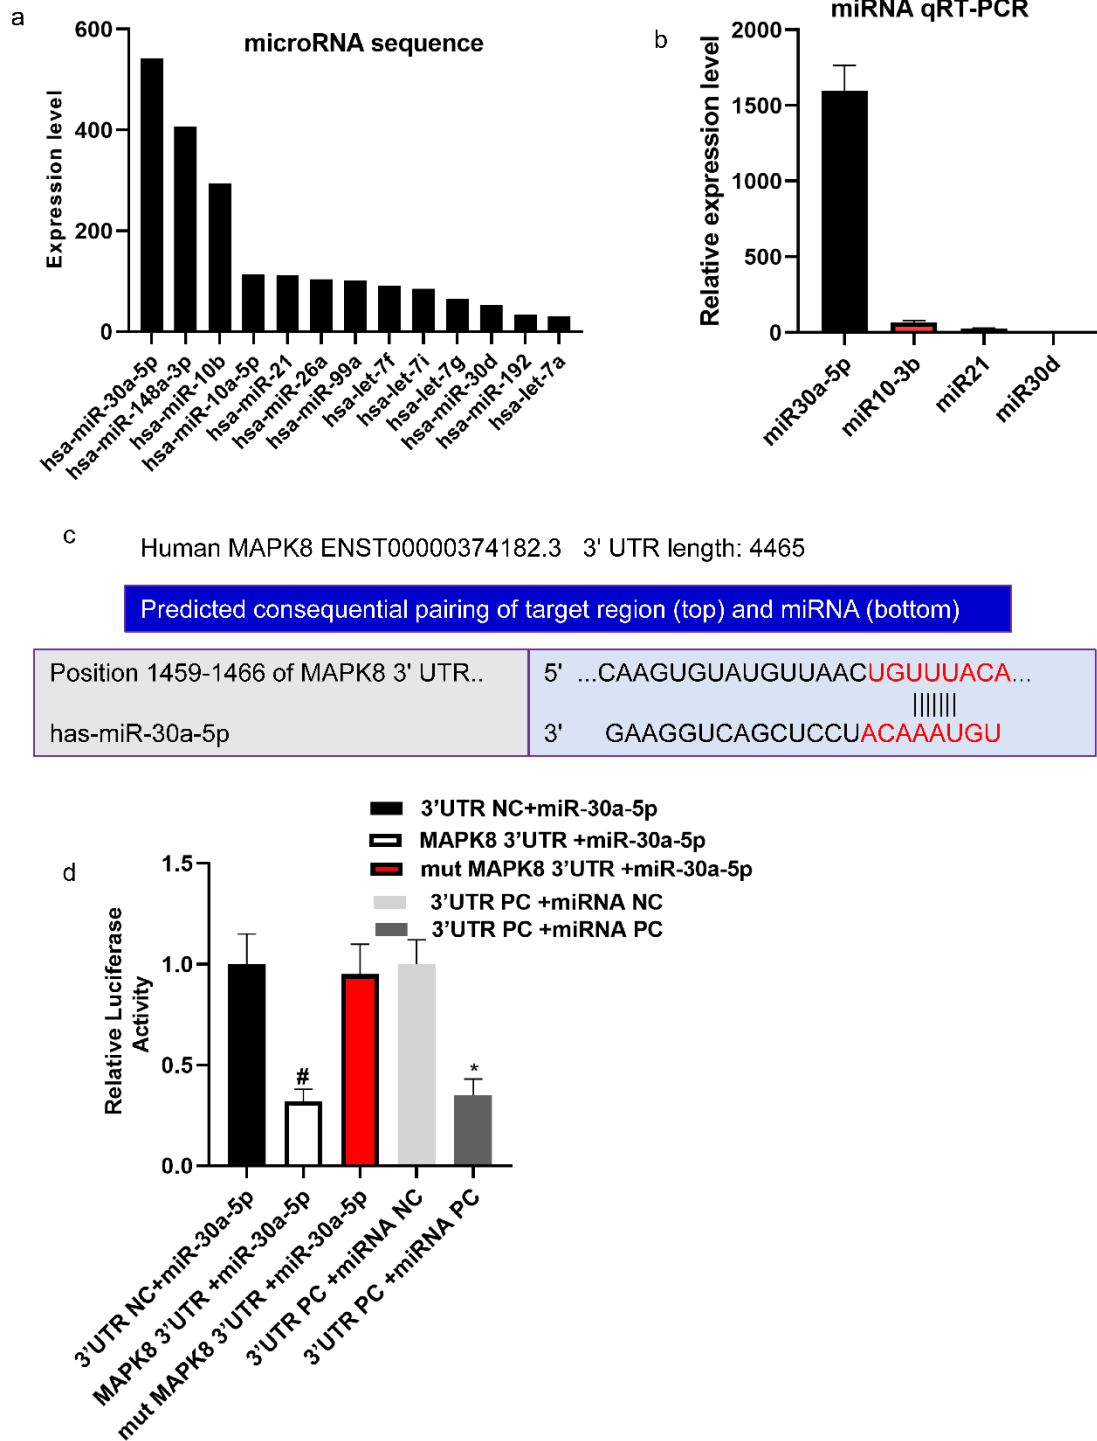 a
microRNA sequence
Expression level
600
400
200
0
hsa-miR-30a-5p
hsa-miR-148a-3p
hsa-miR-10b
hsa-miR-10a-5p
hsa-miR-21
hsa-miR-26a
hsa-miR-99a
hsa-let-7f
hsa-let-7i
hsa-let-7g
hsa-miR-30d
hsa-miR-192
hsa-let-7a
b
miRNA qRT-PCR
Relative expression level
2000
1500
1000
500
0
miR30a-5p
miR10-3b
miR21
miR30d
c
Human MAPK8 ENST00000374182.3 3' UTR length: 4465
Predicted consequential pairing of target region (top) and miRNA (bottom)
Position 1459-1466 of MAPK8 3' UTR..
5' ...CAAGUGUAUGUUAACUGUUUACA...
|||||||
has-miR-30a-5p
3' GAAGGUCAGCUCCUACAAAUGU
d
3’UTR NC+miR-30a-5p
MAPK8 3’UTR +miR-30a-5p
mut MAPK8 3’UTR +miR-30a-5p
3’UTR PC +miRNA NC
3’UTR PC +miRNA PC
Relative Luciferase
Activity
1.5
1.0
0.5
0.0
#
*
3’UTR NC+miR-30a-5p
MAPK8 3’UTR +miR-30a-5p
mut MAPK8 3’UTR +miR-30a-5p
3’UTR PC +miRNA NC
3’UTR PC +miRNA PC